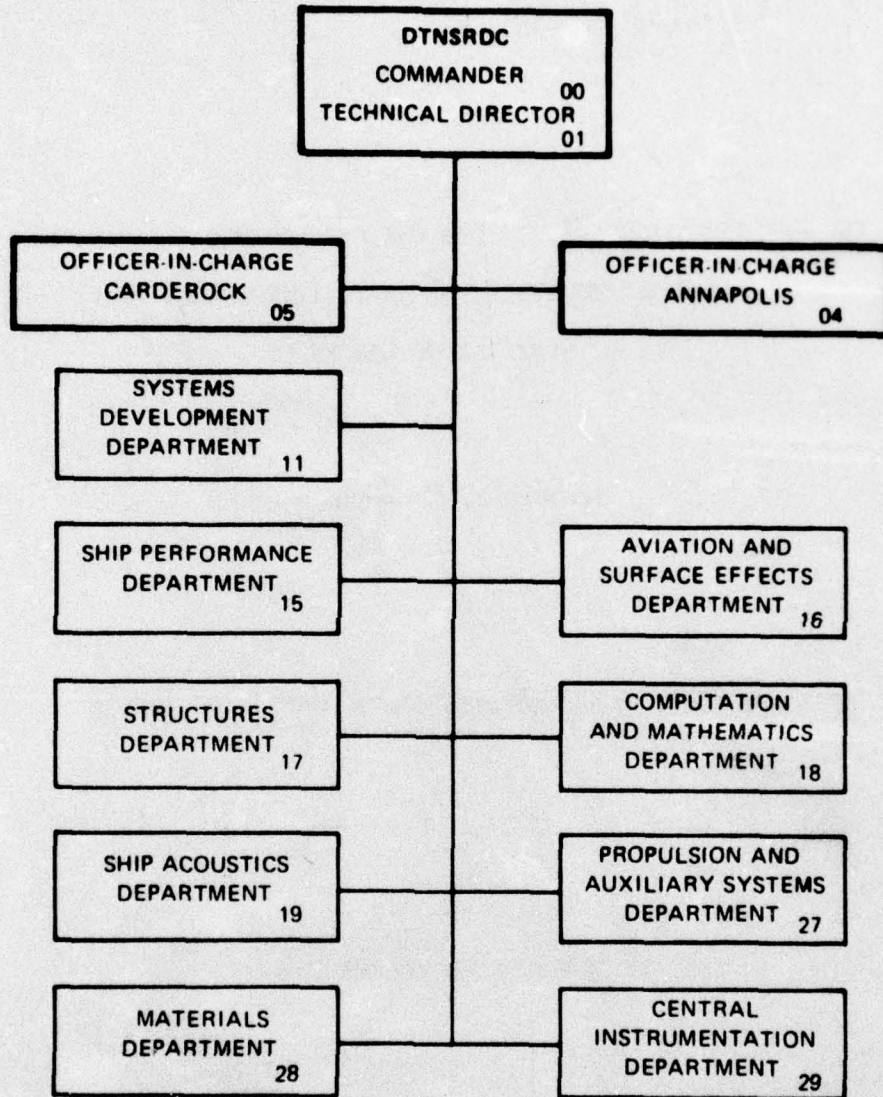 DTNSRDC
COMMANDER
00
TECHNICAL DIRECTOR
01
OFFICER-IN-CHARGE
CARDEROCK
05
OFFICER-IN-CHARGE
ANNAPOLIS
04
SYSTEMS
DEVELOPMENT
DEPARTMENT
11
SHIP PERFORMANCE
DEPARTMENT
15
AVIATION AND
SURFACE EFFECTS
DEPARTMENT
16
STRUCTURES
DEPARTMENT
17
COMPUTATION
AND MATHEMATICS
DEPARTMENT
18
SHIP ACOUSTICS
DEPARTMENT
19
PROPULSION AND
AUXILIARY SYSTEMS
DEPARTMENT
27
MATERIALS
DEPARTMENT
28
CENTRAL
INSTRUMENTATION
DEPARTMENT
29